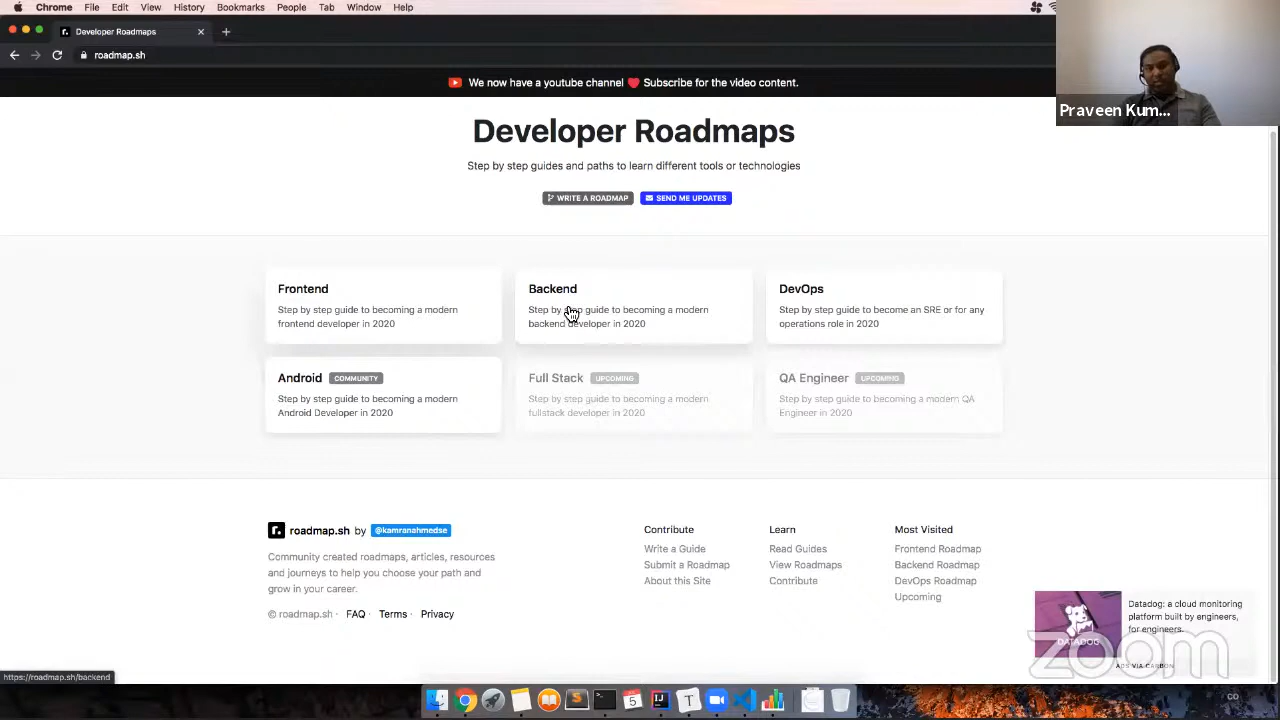 Chrome File Edit View History Bookmarks People Tab Window Help
Developer Roadmaps
roadmap.sh
We now have a youtube channel Subscribe for the video content.
Praveen Kum...
Developer Roadmaps
Step by step guides and paths to learn different tools or technologies
WRITE A ROADMAP SEND ME UPDATES
Frontend
Step by step guide to becoming a modern
frontend developer in 2020
Backend
Step by step guide to becoming a modern
backend developer in 2020
DevOps
Step by step guide to become an SRE or for any
operations role in 2020
Android COMMUNITY
Step by step guide to becoming a modern
Android Developer in 2020
Full Stack UPCOMING
Step by step guide to becoming a modern
fullstack developer in 2020
QA Engineer UPCOMING
Step by step guide to becoming a modern QA
Engineer in 2020
roadmap.sh by @kamranahmedse
Community created roadmaps, articles, resources
and journeys to help you choose your path and
grow in your career.
© roadmap.sh · FAQ · Terms · Privacy
Contribute
Write a Guide
Submit a Roadmap
About this Site
Learn
Read Guides
View Roadmaps
Contribute
Most Visited
Frontend Roadmap
Backend Roadmap
DevOps Roadmap
Upcoming
DATADOG
Datadog: a cloud monitoring
platform built by engineers,
for engineers.
ADS VIA CARBON
zoom
https://roadmap.sh/backend
5
IJ
T
CO